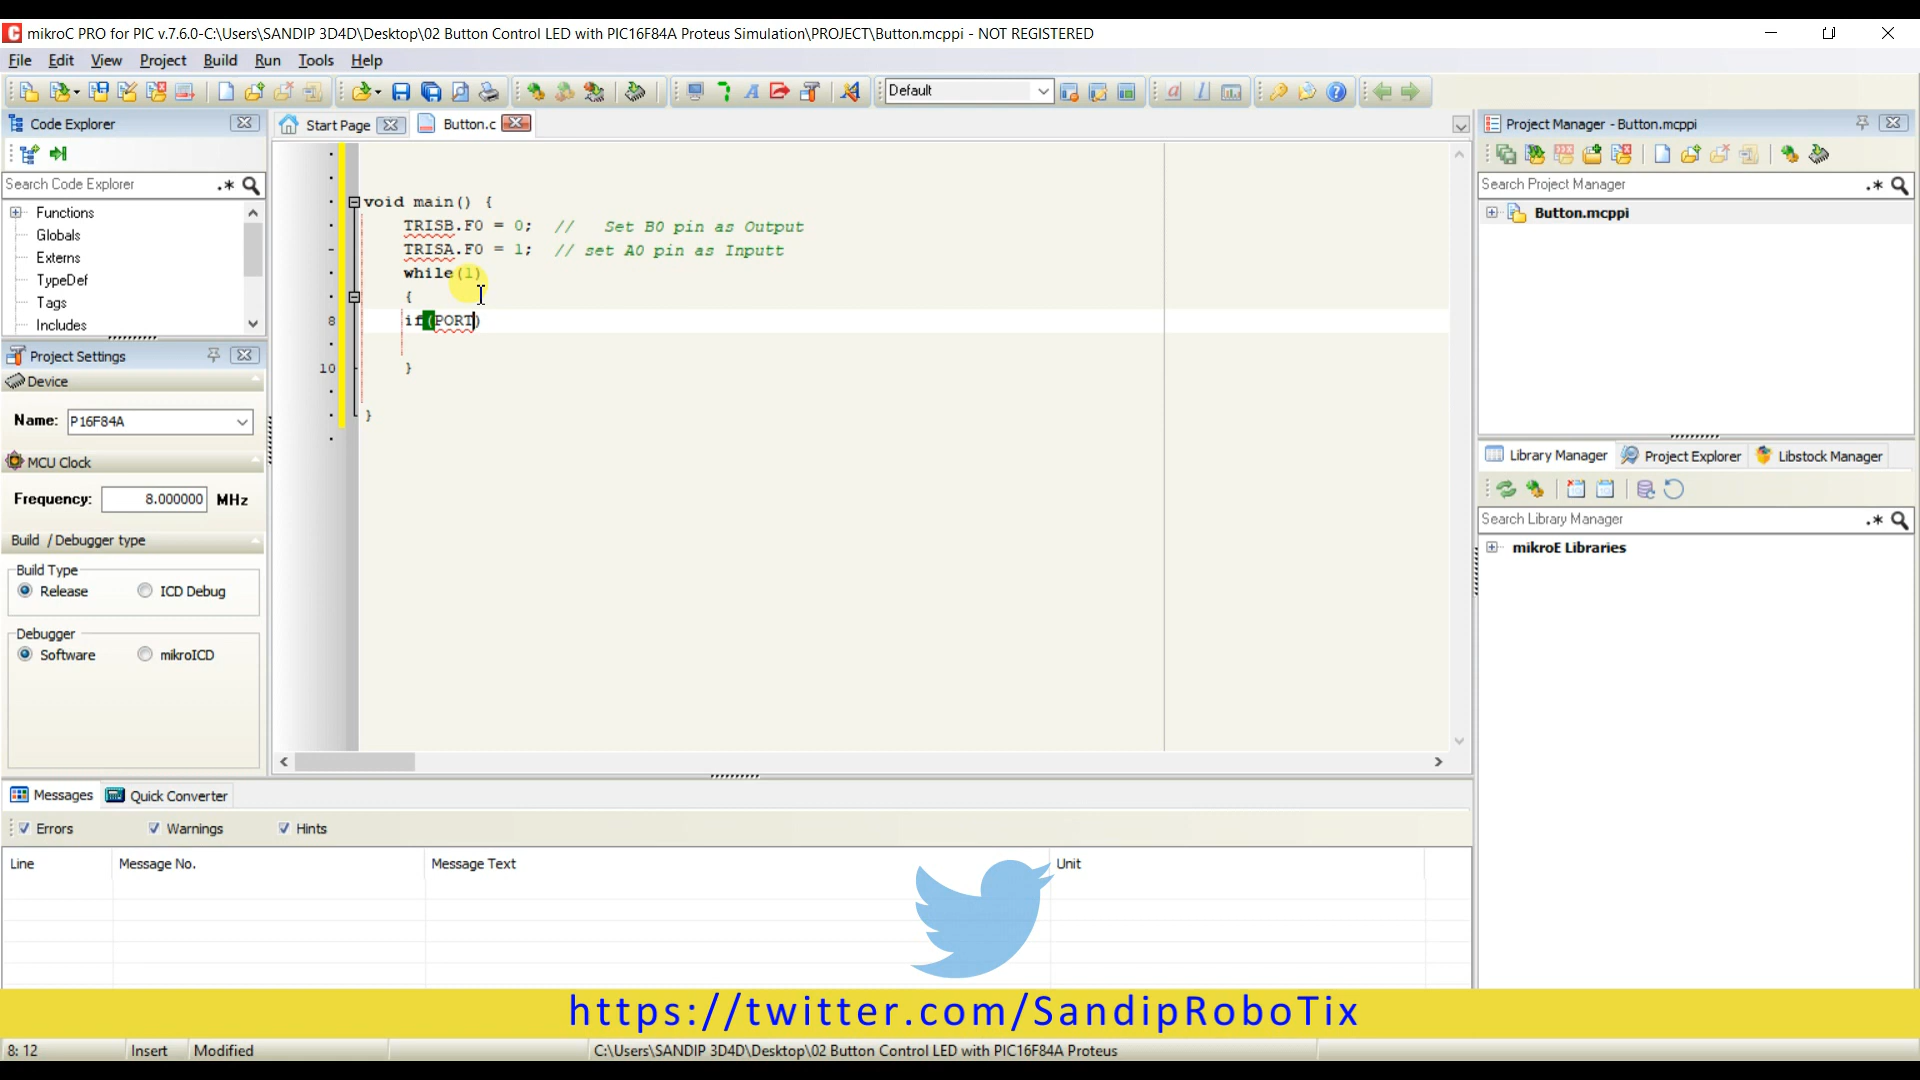 mikroC PRO for PIC v.7.6.0-C:\Users\SANDIP 3D4D\Desktop\02 Button Control LED with PIC16F84A Proteus Simulation\PROJECT\Button.mcppi - NOT REGISTERED
File Edit View Project Build Run Tools Help
Default
Code Explorer
Start Page Button.c
Project Manager - Button.mcppi
Search Code Explorer .*
Search Project Manager .*
Functions
Globals
Externs
TypeDef
Tags
Includes
Button.mcppi
void main() {
TRISB.F0 = 0; // Set B0 pin as Output
TRISA.F0 = 1; // set A0 pin as Inputt
while(1)
{
8 if(PORT)
10 }
}
Project Settings
Device
Name: P16F84A
MCU Clock
Frequency: 8.000000 MHz
Build / Debugger type
Build Type
Release ICD Debug
Debugger
Software mikroICD
Library Manager Project Explorer Libstock Manager
Search Library Manager .*
mikroE Libraries
Messages Quick Converter
Errors Warnings Hints
Line Message No. Message Text Unit
https://twitter.com/SandipRoboTix
8: 12 Insert Modified C:\Users\SANDIP 3D4D\Desktop\02 Button Control LED with PIC16F84A Proteus